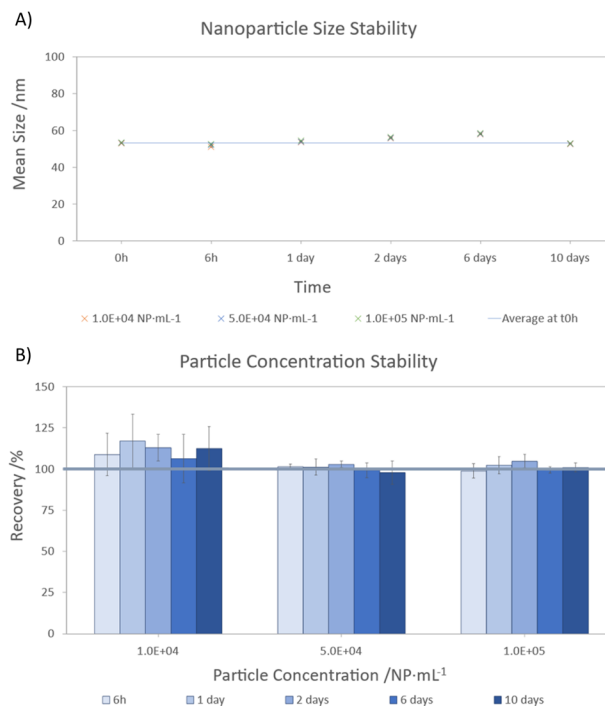 A)
Nanoparticle Size Stability
Mean Size /nm
100
80
60
40
20
0
0h 6h 1 day 2 days 6 days 10 days
Time
1.0E+04 NP·mL-1 5.0E+04 NP·mL-1 1.0E+05 NP·mL-1 Average at t0h
B)
Particle Concentration Stability
Recovery /%
150
125
100
75
50
25
0
1.0E+04 5.0E+04 1.0E+05
Particle Concentration /NP·mL⁻¹
6h 1 day 2 days 6 days 10 days